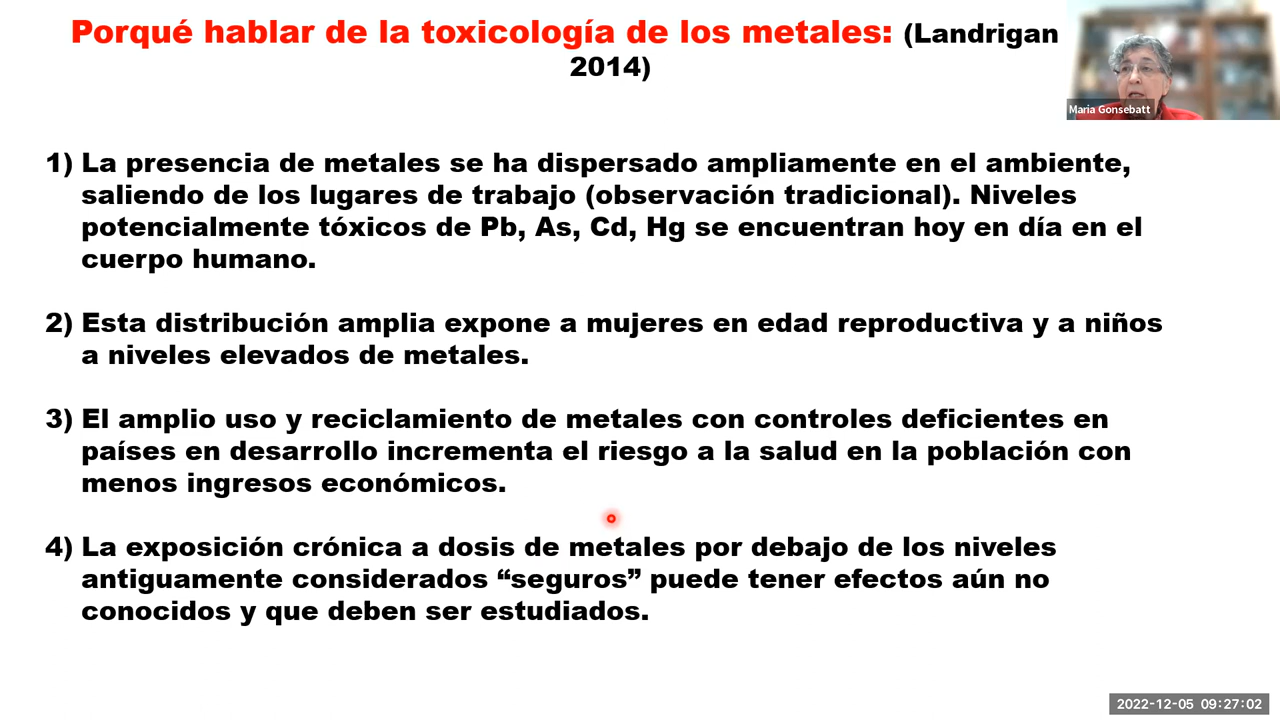 Porqué hablar de la toxicología de los metales: (Landrigan
2014)
Maria Gonsebatt
1) La presencia de metales se ha dispersado ampliamente en el ambiente,
saliendo de los lugares de trabajo (observación tradicional). Niveles
potencialmente tóxicos de Pb, As, Cd, Hg se encuentran hoy en día en el
cuerpo humano.
2) Esta distribución amplia expone a mujeres en edad reproductiva y a niños
a niveles elevados de metales.
3) El amplio uso y reciclamiento de metales con controles deficientes en
países en desarrollo incrementa el riesgo a la salud en la población con
menos ingresos económicos.
4) La exposición crónica a dosis de metales por debajo de los niveles
antiguamente considerados “seguros” puede tener efectos aún no
conocidos y que deben ser estudiados.
2022-12-05 09:27:02